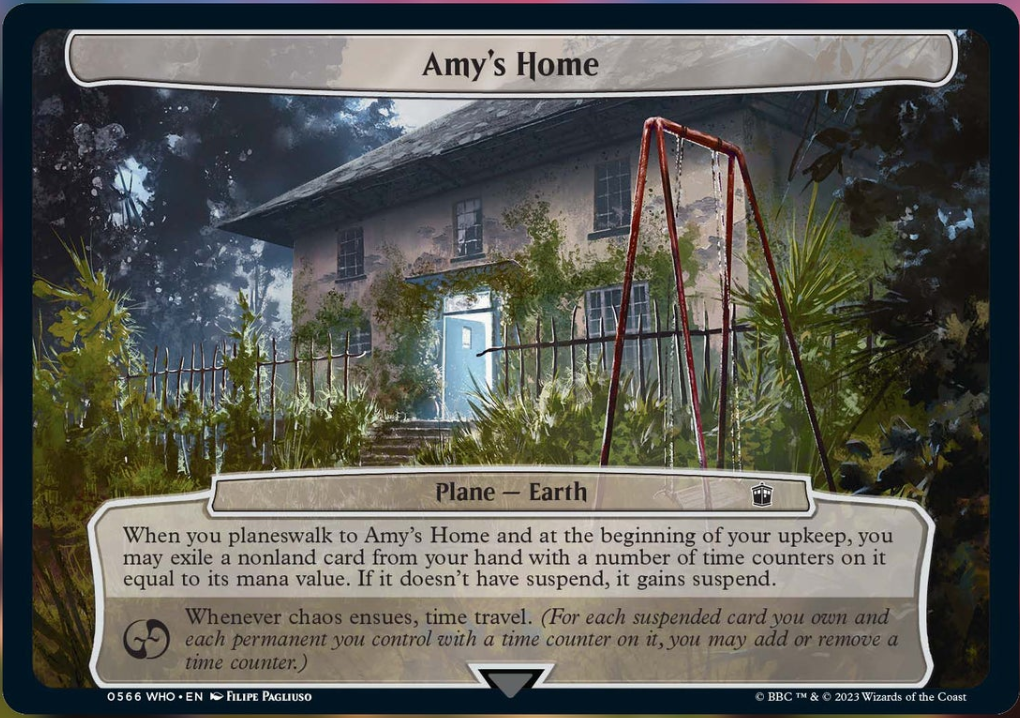 Amy's Home
Plane — Earth
When you planeswalk to Amy's Home and at the beginning of your upkeep, you
may exile a nonland card from your hand with a number of time counters on it
equal to its mana value. If it doesn't have suspend, it gains suspend.
Whenever chaos ensues, time travel. (For each suspended card you own and
each permanent you control with a time counter on it, you may add or remove a
time counter.)
0566 WHO • EN Filipe Pagliuso
© BBC ™ & © 2023 Wizards of the Coast